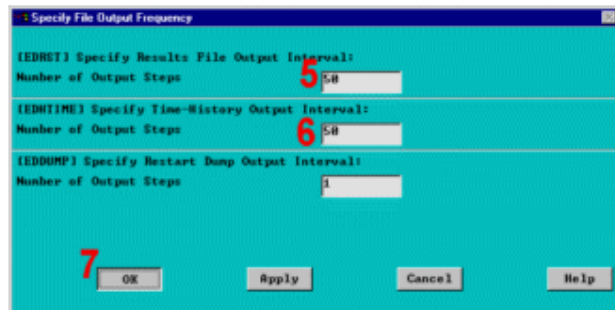 Specify File Output Frequency
[EDRST] Specify Results File Output Interval:
Number of Output Steps 5 50
[EDHTIME] Specify Time-History Output Interval:
Number of Output Steps 6 50
[EDDUMP] Specify Restart Dump Output Interval:
Number of Output Steps 1
7 OK Apply Cancel Help